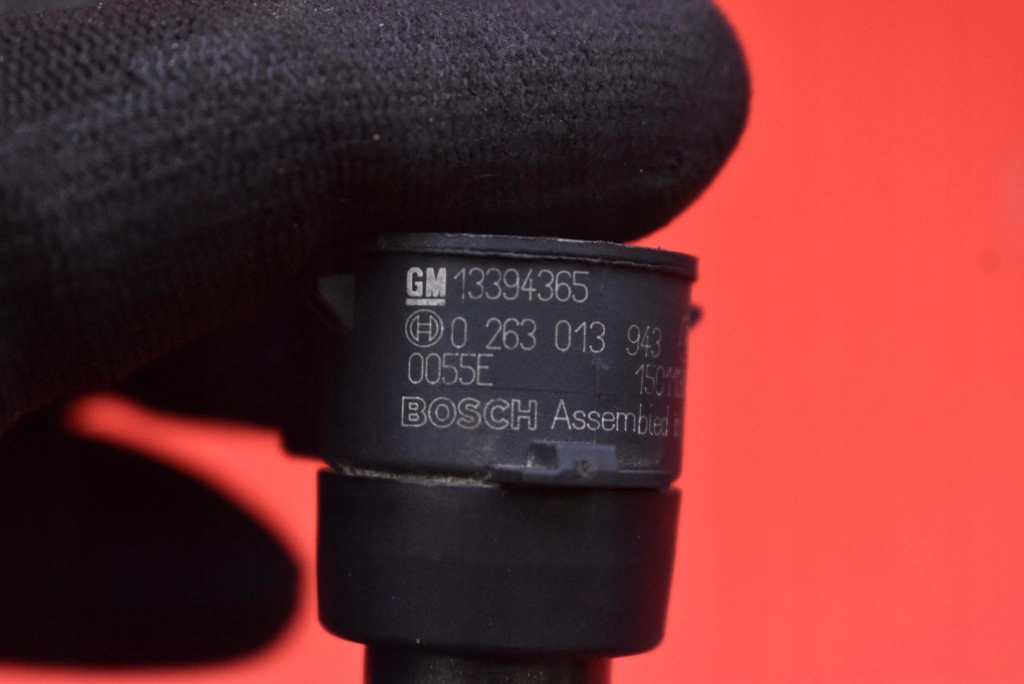 GM 13394365
0 263 013 943
0055E
BOSCH Assembled